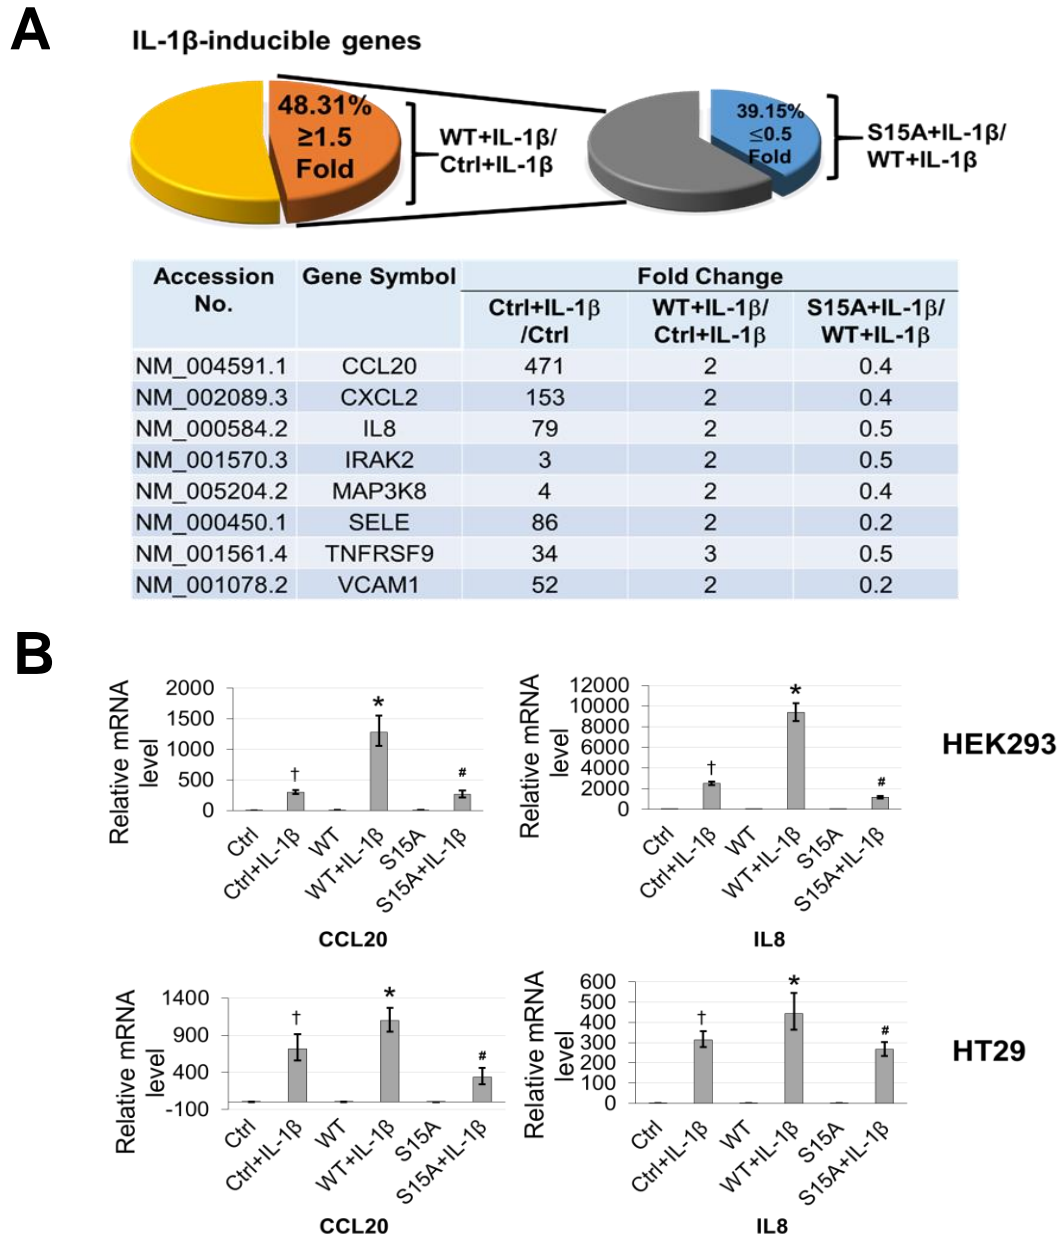 A
IL-1β-inducible genes
48.31%
≥1.5
Fold
WT+IL-1β/
Ctrl+IL-1β
39.15%
≤0.5
Fold
S15A+IL-1β/
WT+IL-1β
Accession No. Gene Symbol Fold Change
Ctrl+IL-1β/Ctrl WT+IL-1β/Ctrl+IL-1β S15A+IL-1β/WT+IL-1β
NM_004591.1 CCL20 471 2 0.4
NM_002089.3 CXCL2 153 2 0.4
NM_000584.2 IL8 79 2 0.5
NM_001570.3 IRAK2 3 2 0.5
NM_005204.2 MAP3K8 4 2 0.4
NM_000450.1 SELE 86 2 0.2
NM_001561.4 TNFRSF9 34 3 0.5
NM_001078.2 VCAM1 52 2 0.2
B
Relative mRNA
level
2000
1500
1000
500
0
†
*
#
Ctrl
Ctrl+IL-1β
WT
WT+IL-1β
S15A
S15A+IL-1β
CCL20
Relative mRNA
level
12000
10000
8000
6000
4000
2000
0
†
*
#
Ctrl
Ctrl+IL-1β
WT
WT+IL-1β
S15A
S15A+IL-1β
IL8
HEK293
Relative mRNA
level
1400
900
400
-100
†
*
#
Ctrl
Ctrl+IL-1β
WT
WT+IL-1β
S15A
S15A+IL-1β
CCL20
Relative mRNA
level
600
500
400
300
200
100
0
†
*
#
Ctrl
Ctrl+IL-1β
WT
WT+IL-1β
S15A
S15A+IL-1β
IL8
HT29